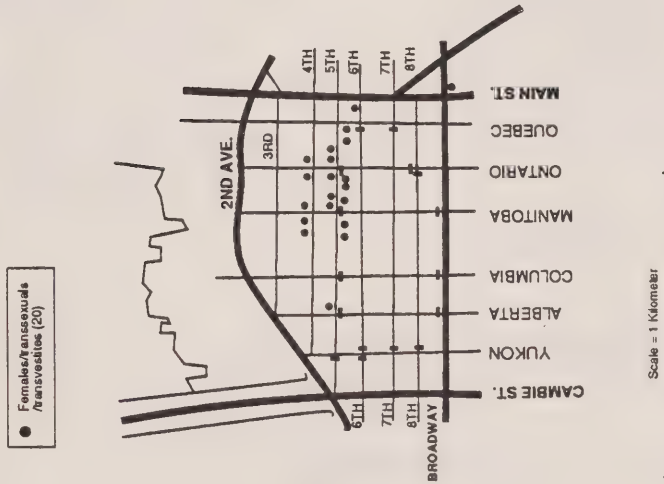 Females/transsexuals
/transvestites (20)
2ND AVE.
3RD
4TH
5TH
6TH
7TH
8TH
6TH
7TH
8TH
BROADWAY
CAMBIE ST.
YUKON
ALBERTA
COLUMBIA
MANITOBA
ONTARIO
QUEBEC
MAIN ST.
Scale = 1 Kilometer